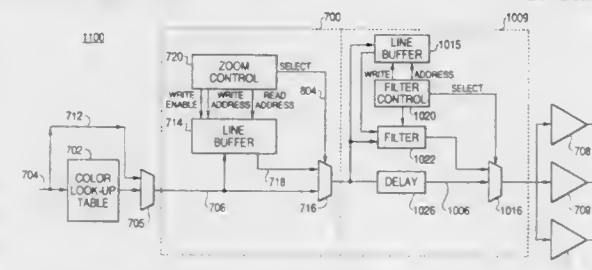 1100
700
1009
720
ZOOM
CONTROL
SELECT
LINE
BUFFER
1015
WRITE
ENABLE
WRITE
ADDRESS
READ
ADDRESS
804
WRITE
ADDRESS
FILTER
CONTROL
SELECT
1020
712
714
LINE
BUFFER
FILTER
1022
708
704
702
COLOR
LOOK-UP
TABLE
705
706
718
716
DELAY
1026
1006
1016
709